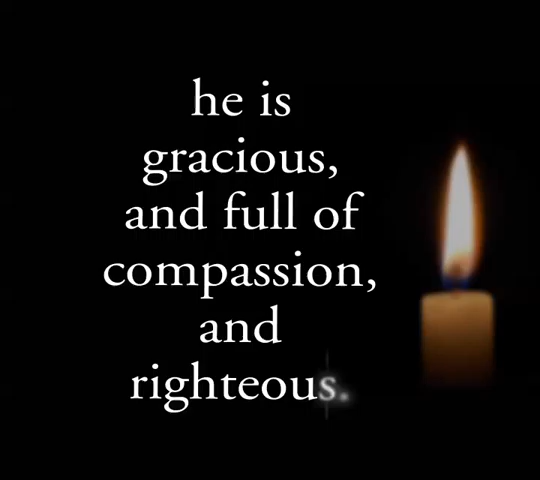 he is
gracious,
and full of
compassion,
and
righteous.